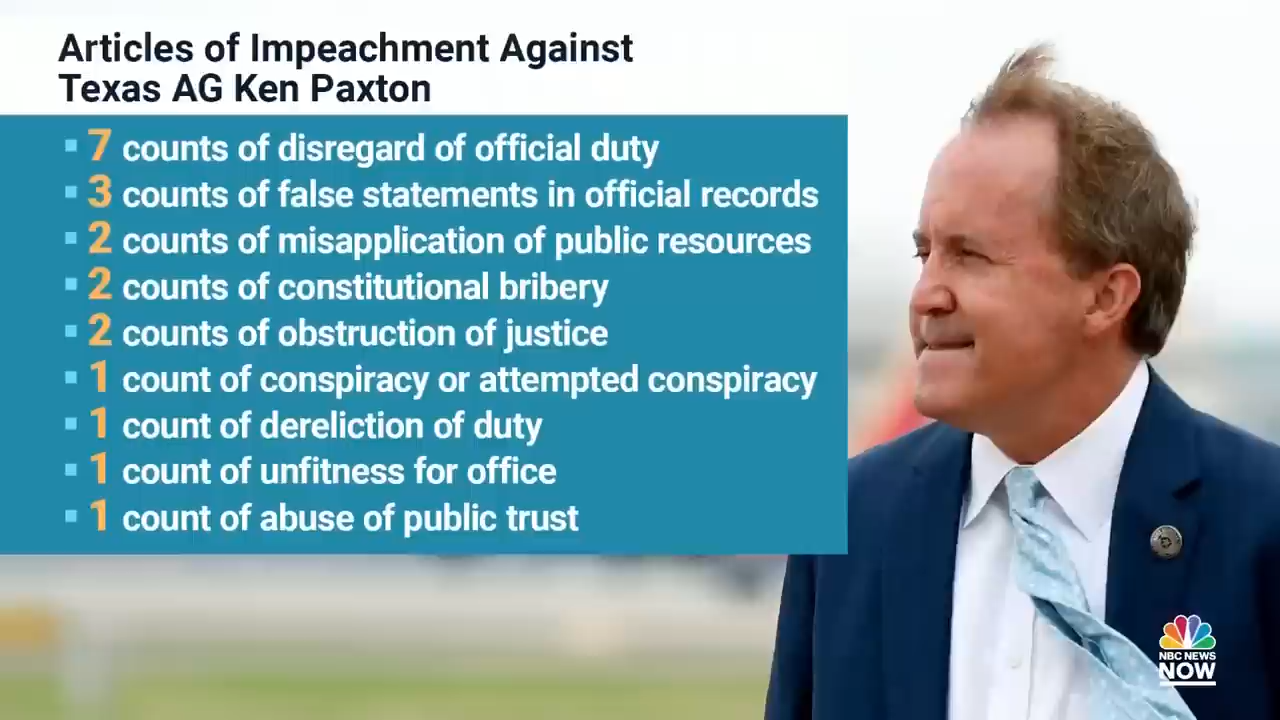 Articles of Impeachment Against
Texas AG Ken Paxton
7 counts of disregard of official duty
3 counts of false statements in official records
2 counts of misapplication of public resources
2 counts of constitutional bribery
2 counts of obstruction of justice
1 count of conspiracy or attempted conspiracy
1 count of dereliction of duty
1 count of unfitness for office
1 count of abuse of public trust
NBC NEWS
NOW